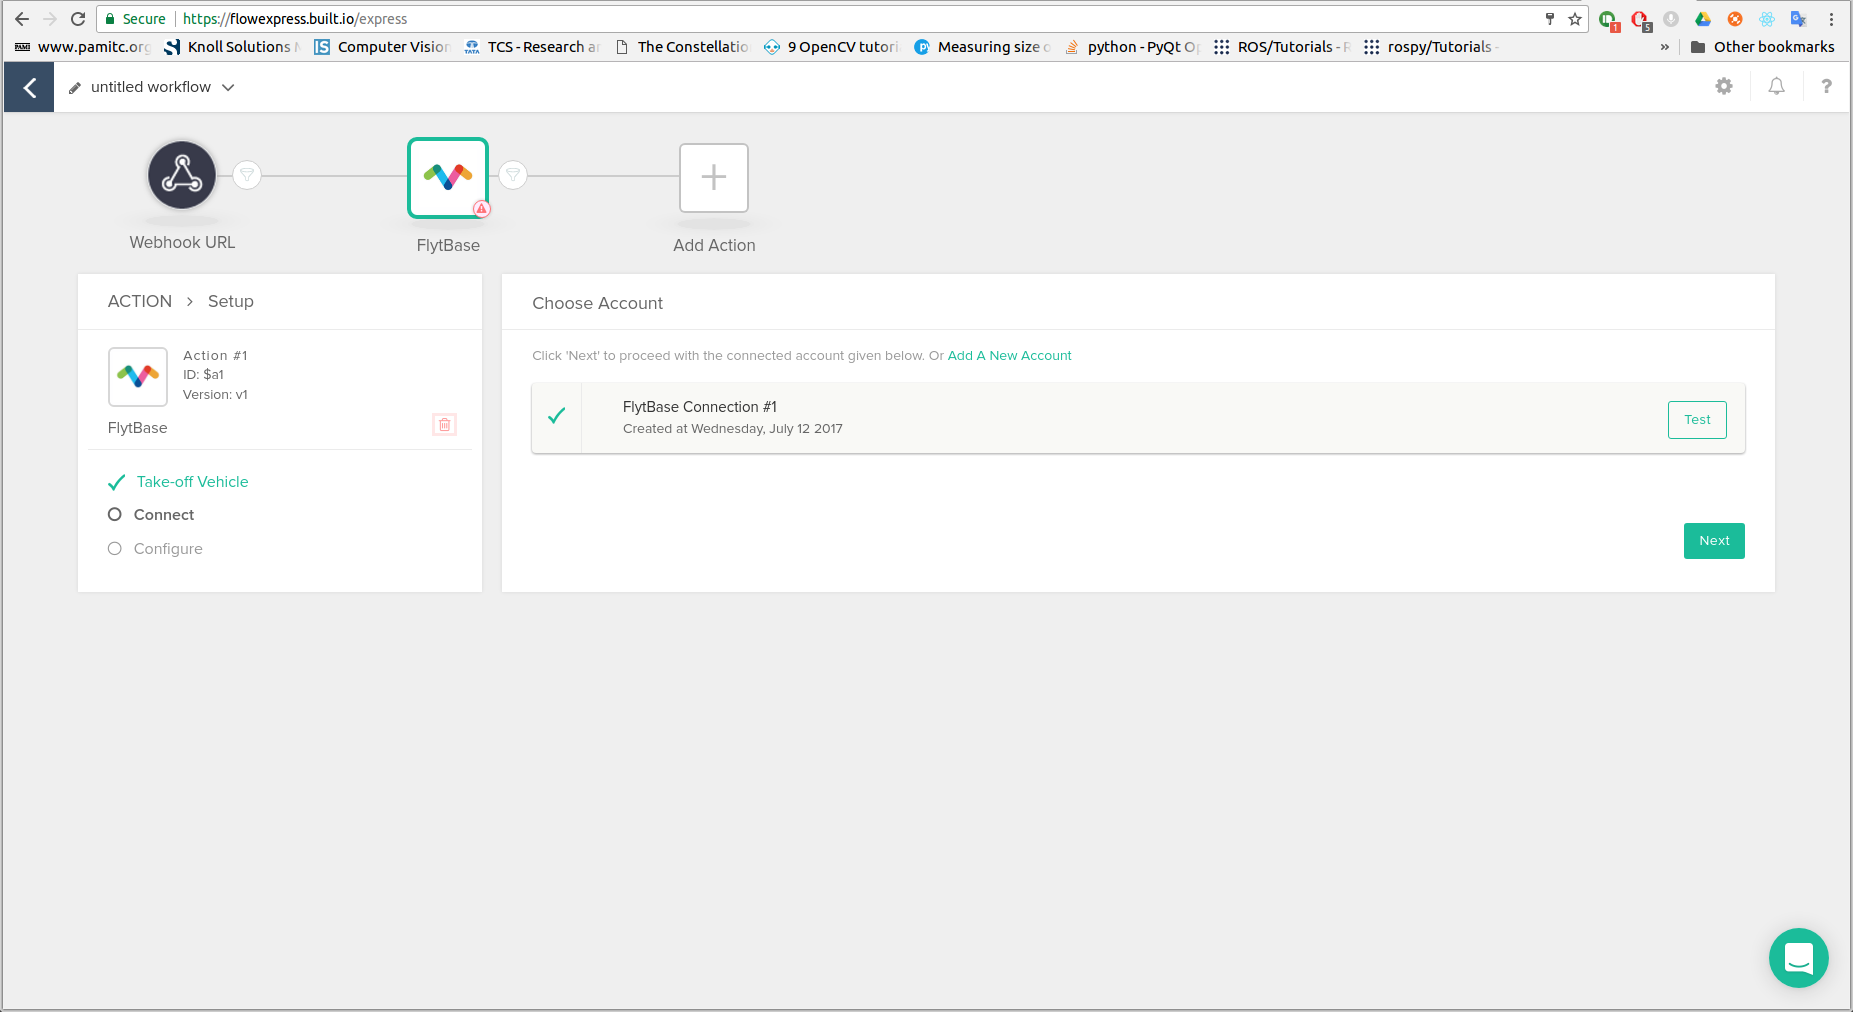 Secure https://flowexpress.built.io/express
1 5
www.pamitc.org Knoll Solutions Computer Vision TCS - Research a The Constellatio 9 OpenCV tutori Measuring size o python - PyQt Op ROS/Tutorials - R rospy/Tutorials - » Other bookmarks
untitled workflow ?
Webhook URL
FlytBase
Add Action
ACTION > Setup
Action #1
ID: $a1
Version: v1
FlytBase
Take-off Vehicle
Connect
Configure
Choose Account
Click 'Next' to proceed with the connected account given below. Or Add A New Account
FlytBase Connection #1
Created at Wednesday, July 12 2017
Test
Next